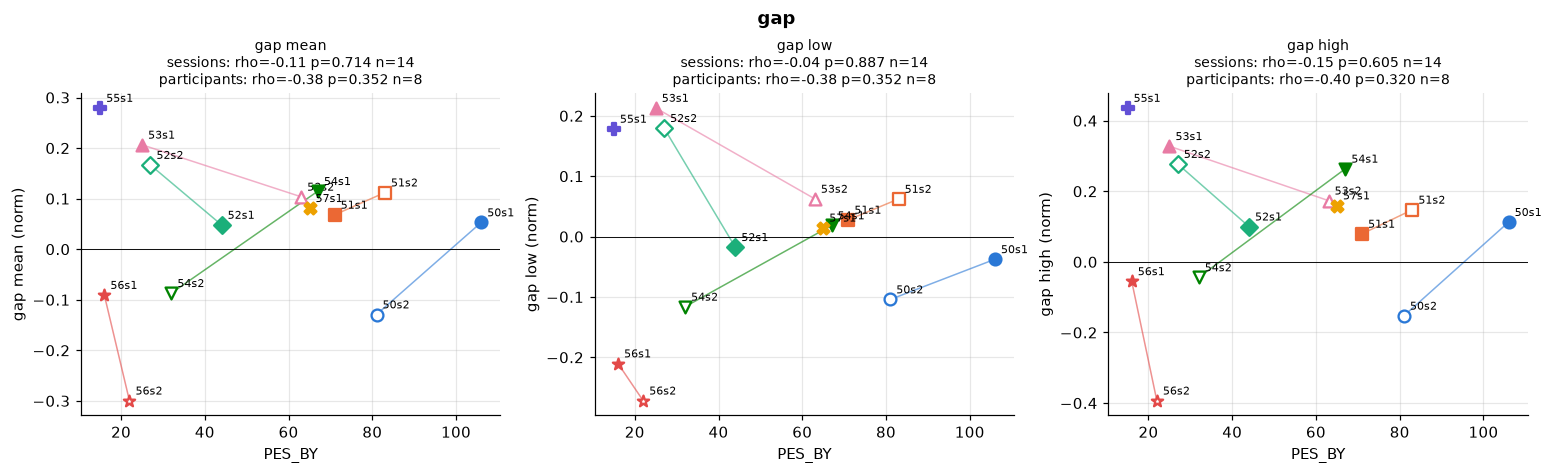 gap
gap mean
sessions: rho=-0.11 p=0.714 n=14
participants: rho=-0.38 p=0.352 n=8
gap mean (norm)
0.3
0.2
0.1
0.0
−0.1
−0.2
−0.3
55s1
53s1
52s2
54s1
53s2
57s1
51s2
51s1
52s1
50s1
54s2
56s1
50s2
56s2
20 40 60 80 100
PES_BY
gap low
sessions: rho=-0.04 p=0.887 n=14
participants: rho=-0.38 p=0.352 n=8
gap low (norm)
0.2
0.1
0.0
−0.1
−0.2
53s1
55s1
52s2
53s2
51s2
51s1
54s1
57s1
52s1
50s1
54s2
50s2
56s1
56s2
20 40 60 80 100
PES_BY
gap high
sessions: rho=-0.15 p=0.605 n=14
participants: rho=-0.40 p=0.320 n=8
gap high (norm)
0.4
0.2
0.0
−0.2
−0.4
55s1
53s1
52s2
54s1
53s2
57s1
51s2
51s1
52s1
50s1
54s2
56s1
50s2
56s2
20 40 60 80 100
PES_BY